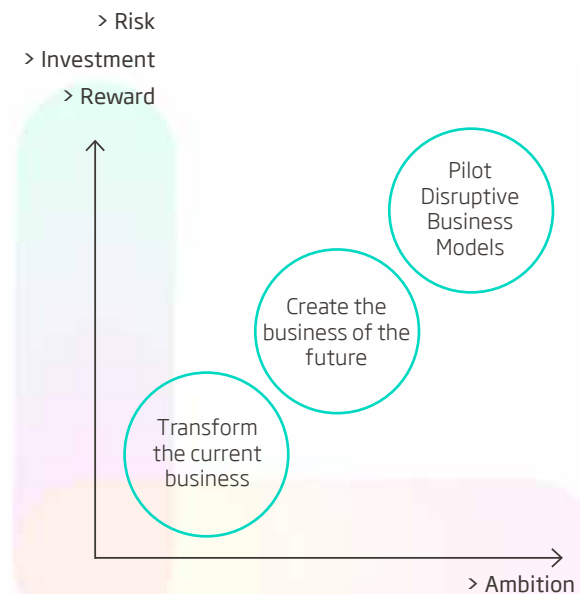 > Risk
> Investment
> Reward
Pilot
Disruptive
Business
Models
Create the
business of the
future
Transform
the current
business
> Ambition